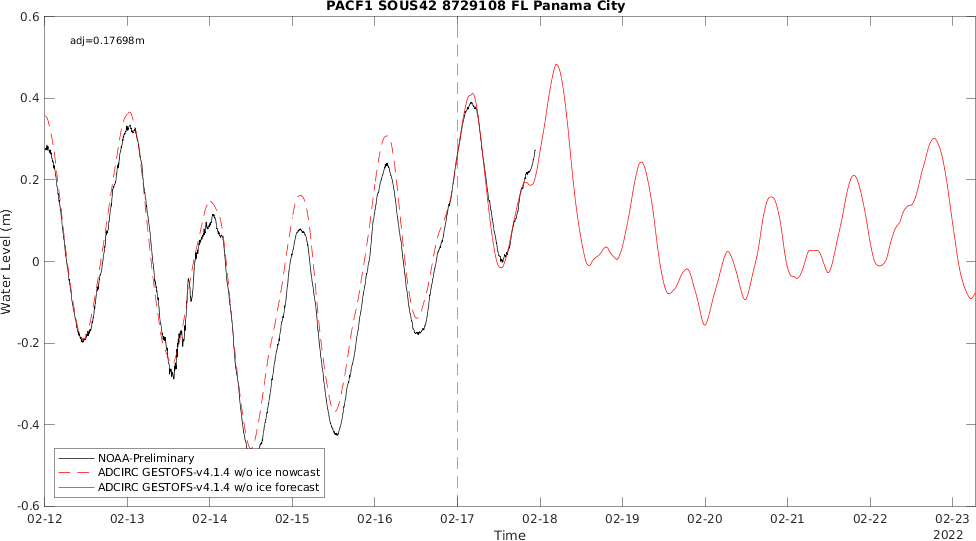 PACF1 SOUS42 8729108 FL Panama City
adj=0.17698m
0.6
0.4
0.2
0
-0.2
-0.4
-0.6
Water Level (m)
NOAA-Preliminary
ADCIRC GESTOFS-v4.1.4 w/o ice nowcast
ADCIRC GESTOFS-v4.1.4 w/o ice forecast
02-12 02-13 02-14 02-15 02-16 02-17 02-18 02-19 02-20 02-21 02-22 02-23
Time
2022